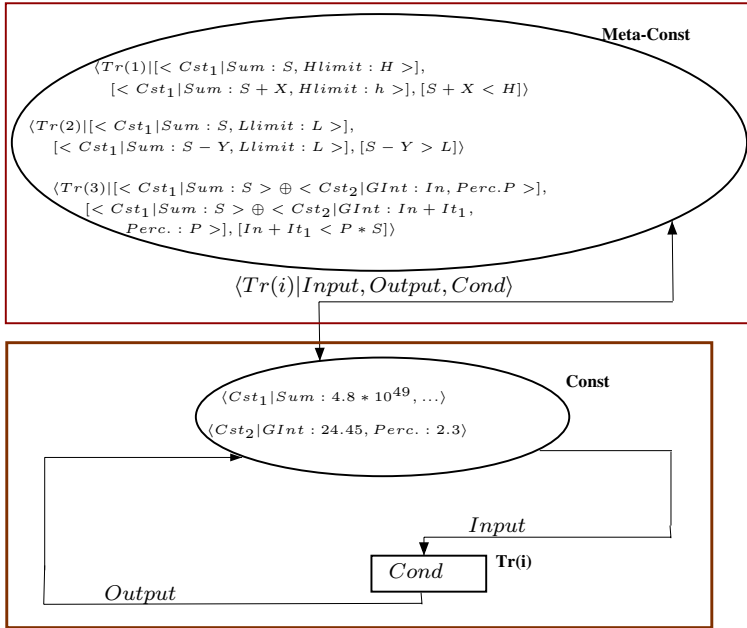 Meta-Const
⟨Tr(1)|[< Cst₁|Sum : S, Hlimit : H >],
[< Cst₁|Sum : S + X, Hlimit : h >], [S + X < H]⟩
⟨Tr(2)|[< Cst₁|Sum : S, Llimit : L >],
[< Cst₁|Sum : S − Y, Llimit : L >], [S − Y > L]⟩
⟨Tr(3)|[< Cst₁|Sum : S > ⊕ < Cst₂|GInt : In, Perc.P >],
[< Cst₁|Sum : S > ⊕ < Cst₂|GInt : In + It₁,
Perc. : P >], [In + It₁ < P * S]⟩
⟨Tr(i)|Input, Output, Cond⟩
Const
⟨Cst₁|Sum : 4.8 * 10⁴⁹, ...⟩
⟨Cst₂|GInt : 24.45, Perc. : 2.3⟩
Input
Tr(i)
Cond
Output